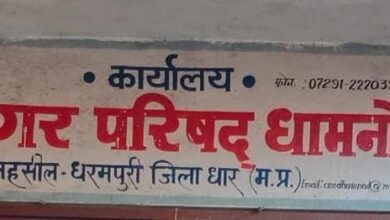 • कार्यालय •
फोन. : 07291-22203
गर परिषद् धामनो
तहसील - धरमपुरी जिला धार (म.प्र.)